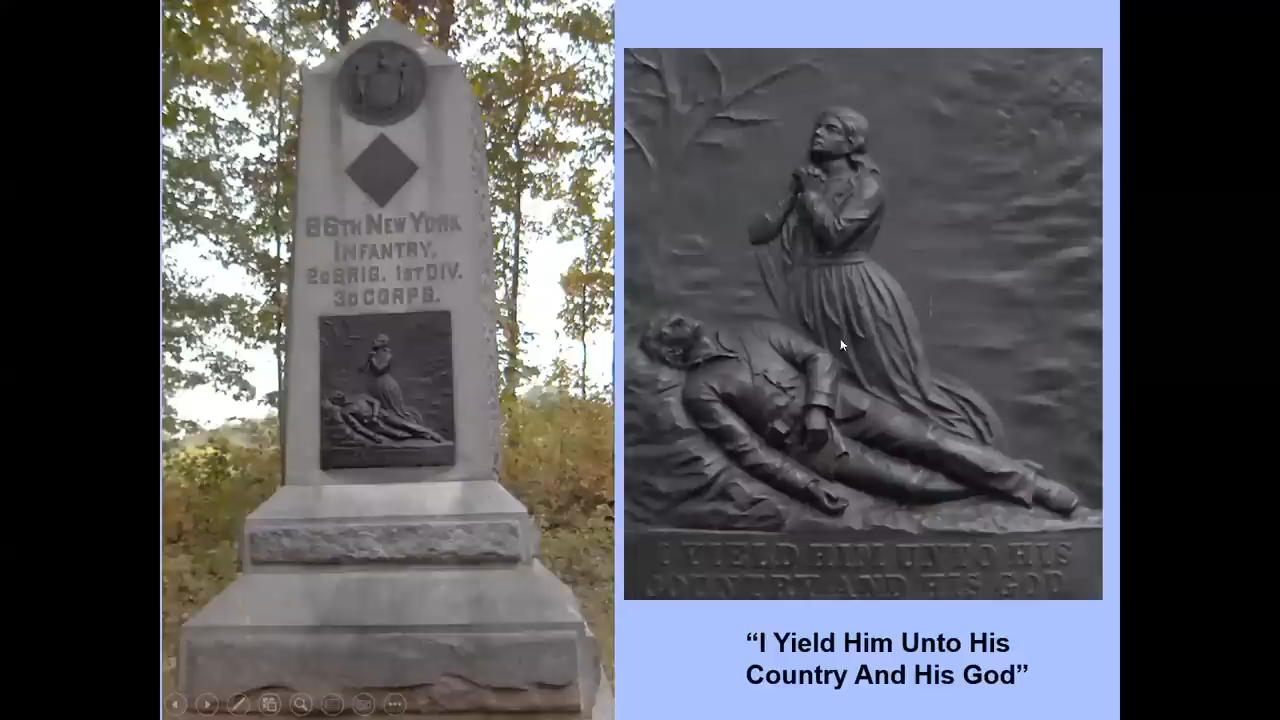 86TH NEW YORK
INFANTRY,
2D BRIG. 1ST DIV.
3D CORPS.
I YIELD HIM UNTO HIS
COUNTRY AND HIS GOD
“I Yield Him Unto His
Country And His God”